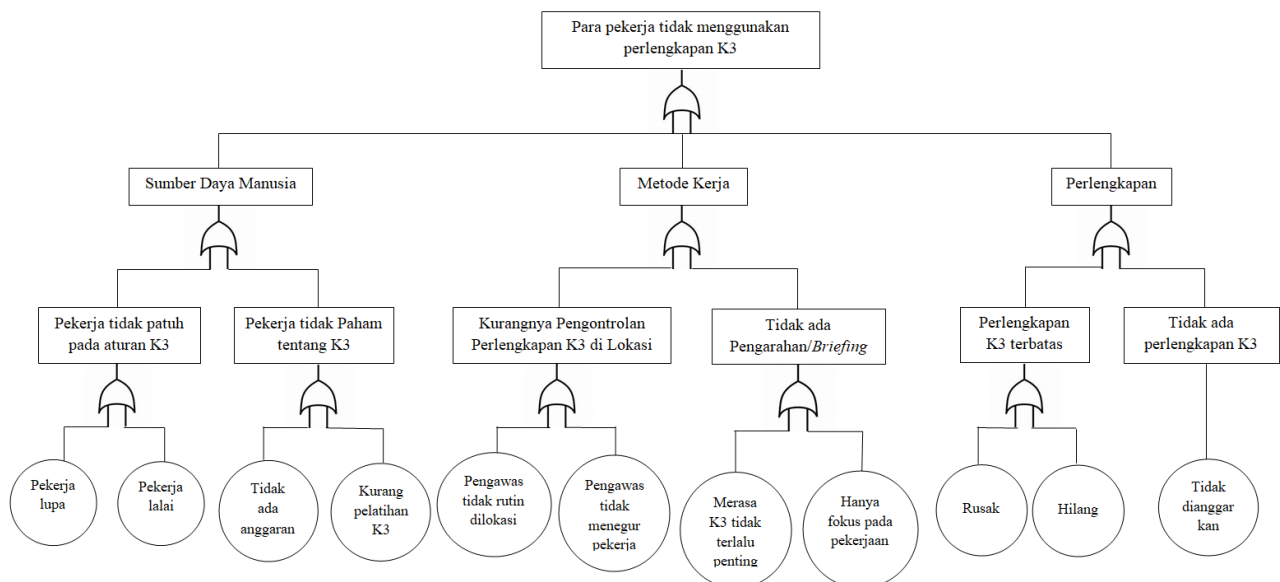 Para pekerja tidak menggunakan
perlengkapan K3
Sumber Daya Manusia
Metode Kerja
Perlengkapan
Pekerja tidak patuh
pada aturan K3
Pekerja tidak Paham
tentang K3
Kurangnya Pengontrolan
Perlengkapan K3 di Lokasi
Tidak ada
Pengarahan/Briefing
Perlengkapan
K3 terbatas
Tidak ada
perlengkapan K3
Pekerja
lupa
Pekerja
lalai
Tidak
ada
anggaran
Kurang
pelatihan
K3
Pengawas
tidak rutin
dilokasi
Pengawas
tidak
menegur
pekerja
Merasa
K3 tidak
terlalu
penting
Hanya
fokus pada
pekerjaan
Rusak
Hilang
Tidak
dianggar
kan